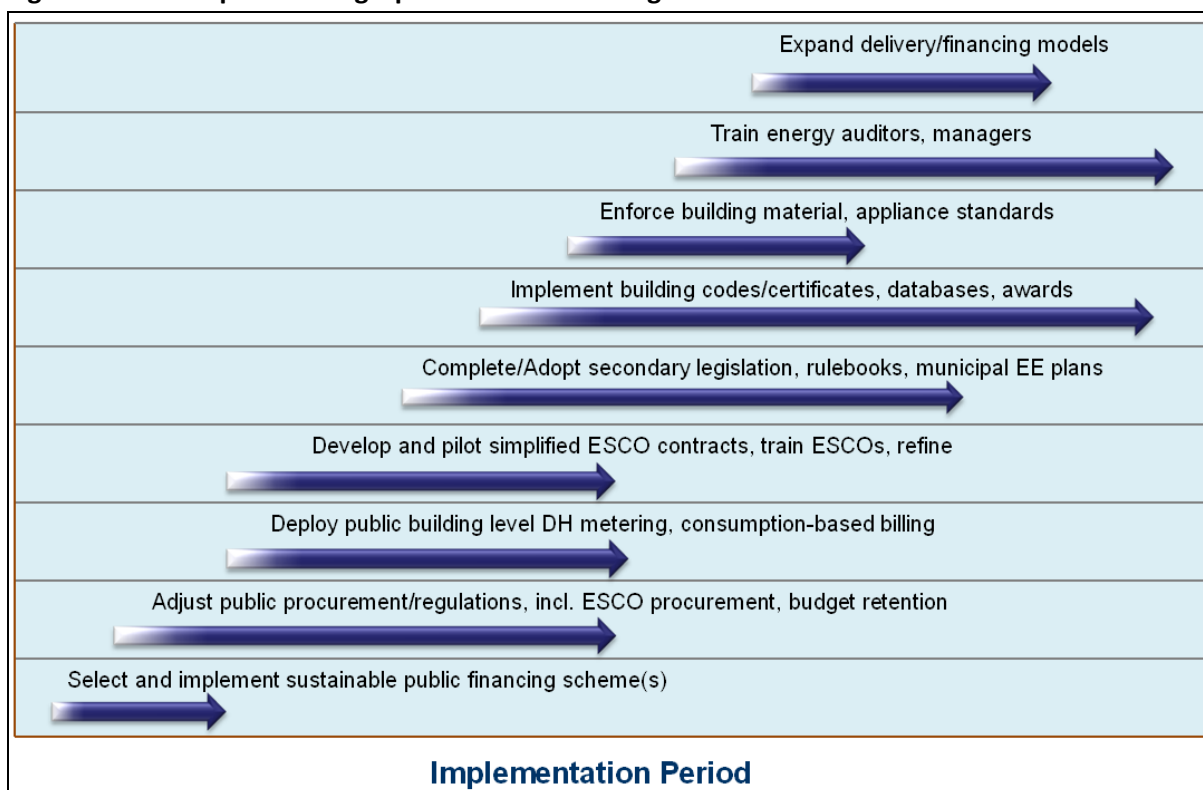 Expand delivery/financing models
Train energy auditors, managers
Enforce building material, appliance standards
Implement building codes/certificates, databases, awards
Complete/Adopt secondary legislation, rulebooks, municipal EE plans
Develop and pilot simplified ESCO contracts, train ESCOs, refine
Deploy public building level DH metering, consumption-based billing
Adjust public procurement/regulations, incl. ESCO procurement, budget retention
Select and implement sustainable public financing scheme(s)
Implementation Period